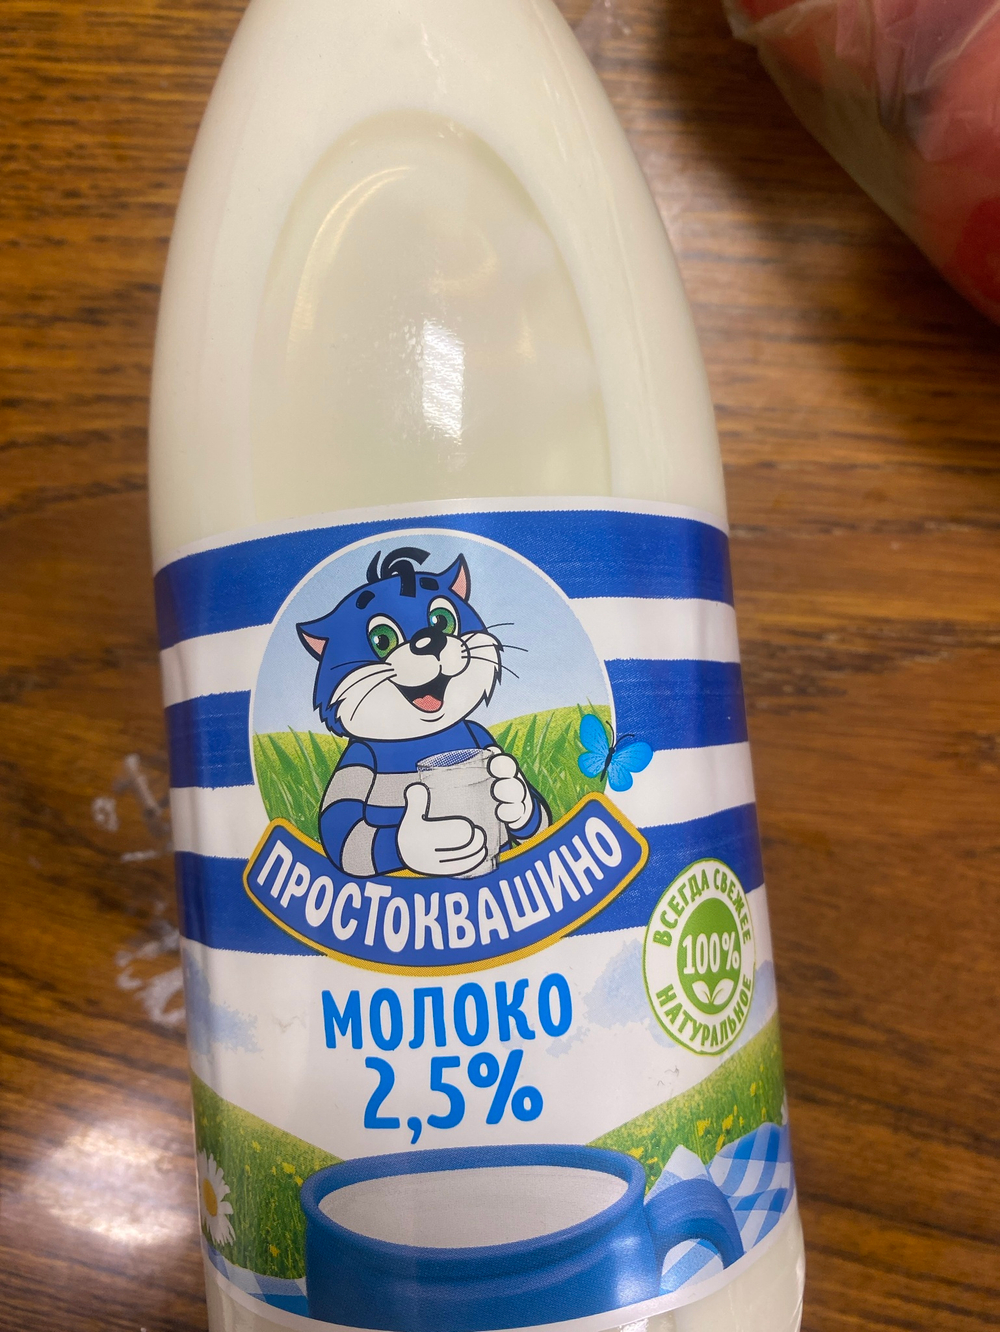 ПРОСТОКВАШИНО
МОЛОКО
2,5%
ВСЕГДА СВЕЖЕЕ
100%
НАТУРАЛЬНОЕ